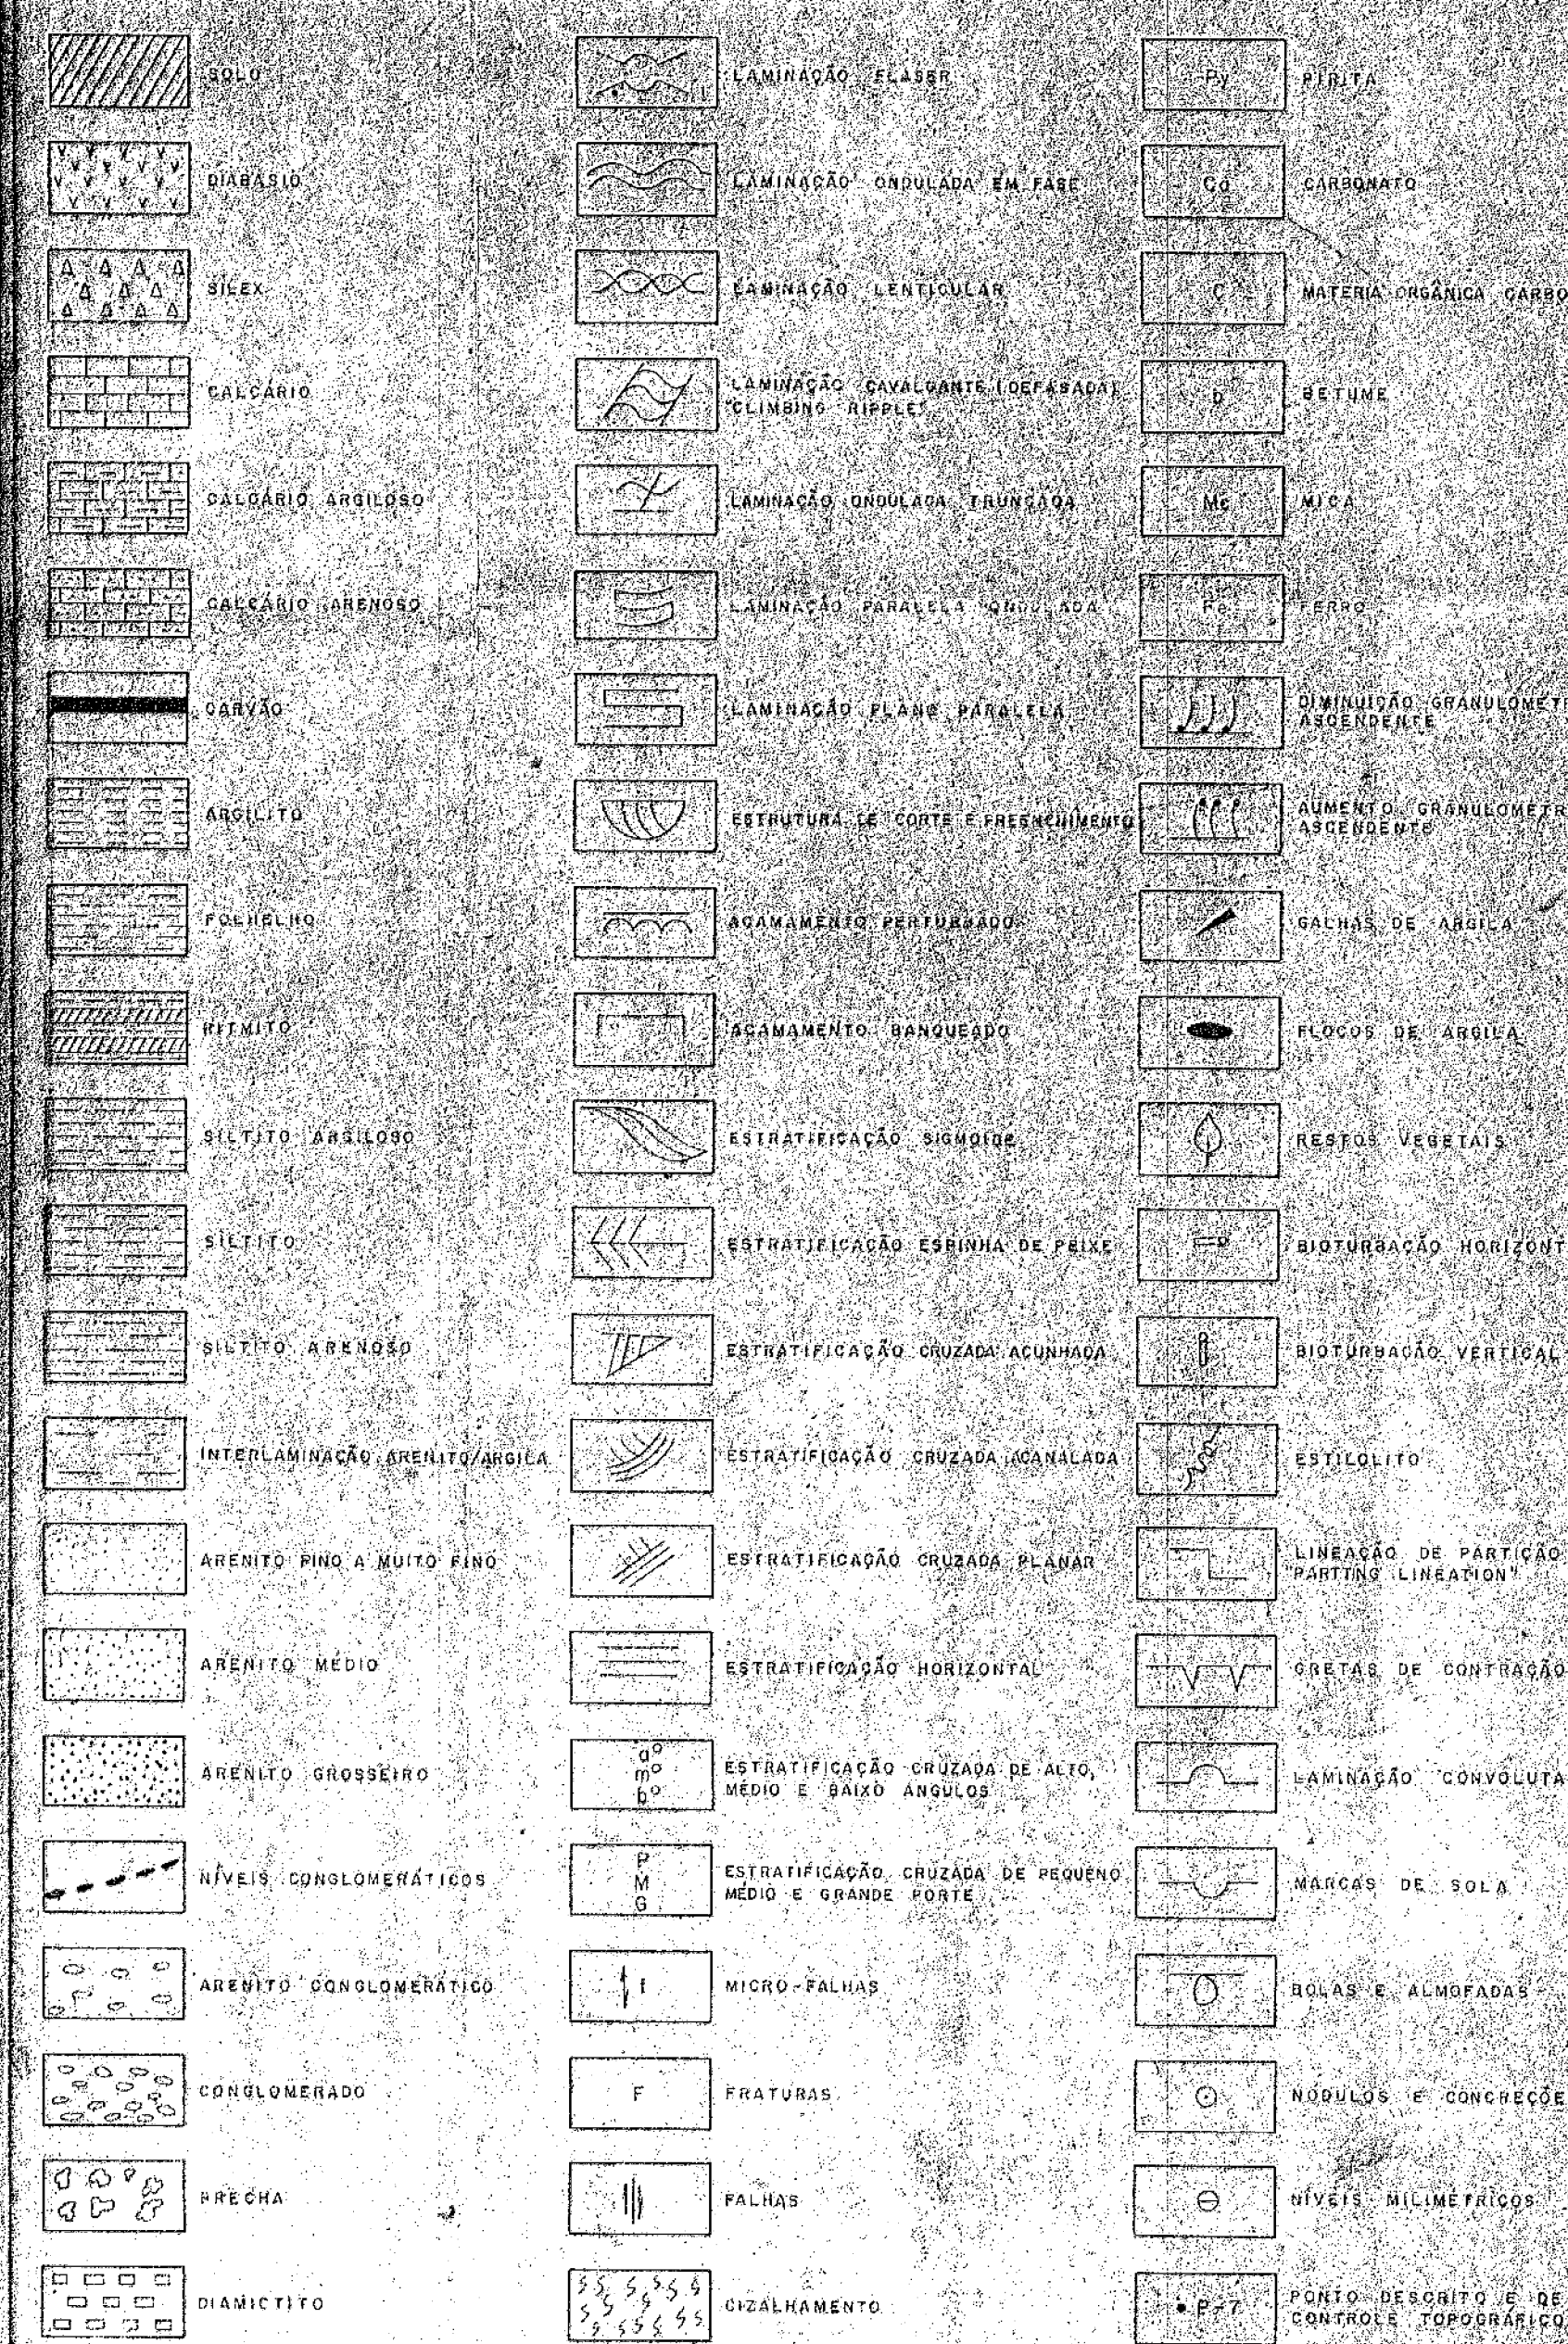 SOLO
DIABÁSIO
SÍLEX
CALCÁRIO
CALCÁRIO ARGILOSO
CALCÁRIO ARENOSO
CARVÃO
ARGILITO
FOLHELHO
RITMITO
SILTITO ARGILOSO
SILTITO
SILTITO ARENOSO
INTERLAMINAÇÃO ARENITO/ARGILA
ARENITO FINO A MUITO FINO
ARENITO MÉDIO
ARENITO GROSSEIRO
NÍVEIS CONGLOMERÁTICOS
ARENITO CONGLOMERÁTICO
CONGLOMERADO
BRECHA
DIAMICTITO
LAMINAÇÃO FLASER
LAMINAÇÃO ONDULADA EM FASE
LAMINAÇÃO LENTICULAR
LAMINAÇÃO CAVALGANTE (DEFASADA)
"CLIMBING RIPPLE"
LAMINAÇÃO ONDULADA TRUNCADA
LAMINAÇÃO PARALELA ONDULADA
LAMINAÇÃO PLANO PARALELA
ESTRUTURA DE CORTE E PREENCHIMENTO
ACAMAMENTO PERTURBADO
ACAMAMENTO BANQUEADO
ESTRATIFICAÇÃO SIGMOIDE
ESTRATIFICAÇÃO ESPINHA DE PEIXE
ESTRATIFICAÇÃO CRUZADA ACUNHADA
ESTRATIFICAÇÃO CRUZADA ACANALADA
ESTRATIFICAÇÃO CRUZADA PLANAR
ESTRATIFICAÇÃO HORIZONTAL
aº
mº
bº
ESTRATIFICAÇÃO CRUZADA DE ALTO,
MÉDIO E BAIXO ÂNGULOS
P
M
G
ESTRATIFICAÇÃO CRUZADA DE PEQUENO
MÉDIO E GRANDE PORTE
MICRO-FALHAS
F
FRATURAS
FALHAS
CIZALHAMENTO
Py
PIRITA
Ca
CARBONATO
C
MATÉRIA ORGÂNICA CARBO
b
BETUME
Mc
MICA
Fe
FERRO
DIMINUIÇÃO GRANULOMÉTRI
ASCENDENTE
AUMENTO GRANULOMÉTR
ASCENDENTE
GALHAS DE ARGILA
FLOCOS DE ARGILA
RESTOS VEGETAIS
BIOTURBAÇÃO HORIZONT
BIOTURBAÇÃO VERTICAL
ESTILOLITO
LINEAÇÃO DE PARTIÇÃO
"PARTING LINEATION"
GRETAS DE CONTRAÇÃO
LAMINAÇÃO CONVOLUTA
MARCAS DE SOLA
BOLAS E ALMOFADAS
NÓDULOS E CONCREÇÕE
NÍVEIS MILIMÉTRICOS
P-7
PONTO DESCRITO E DE
CONTROLE TOPOGRÁFICO